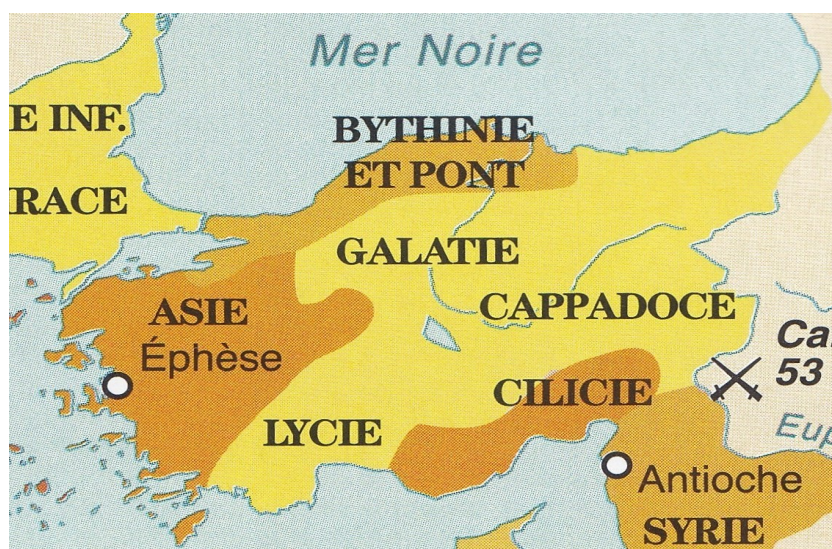 Mer Noire
E INF.
BYTHINIE
ET PONT
RACE
GALATIE
ASIE
CAPPADOCE
Éphèse
53
CILICIE
LYCIE
Antioche
SYRIE